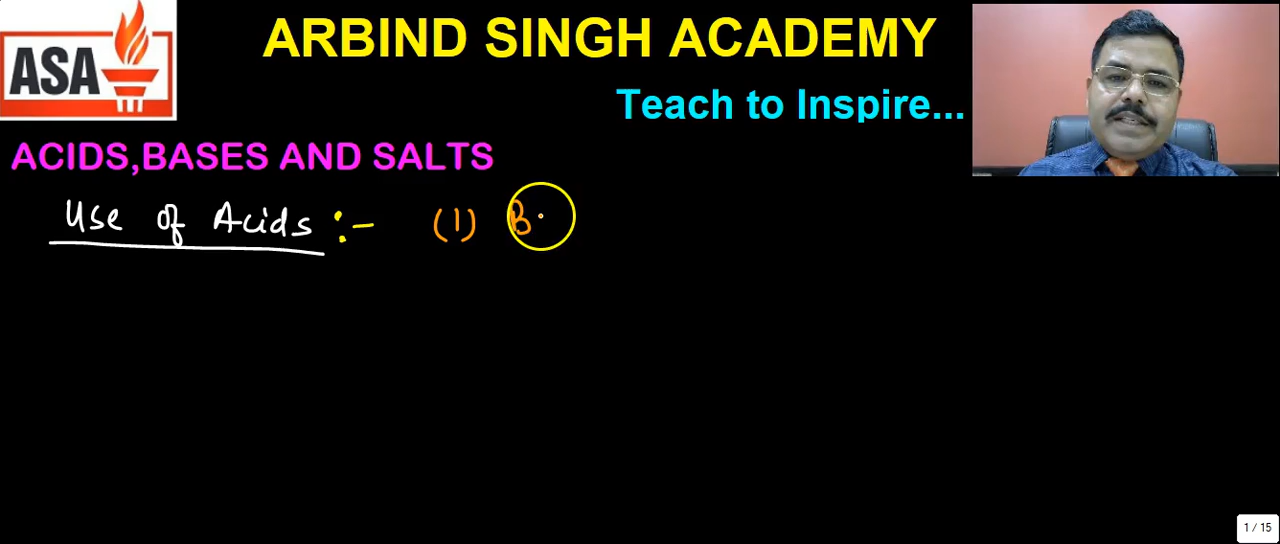 ASA
ARBIND SINGH ACADEMY
Teach to Inspire...
ACIDS,BASES AND SALTS
Use of Acids :- (1) B
1 / 15